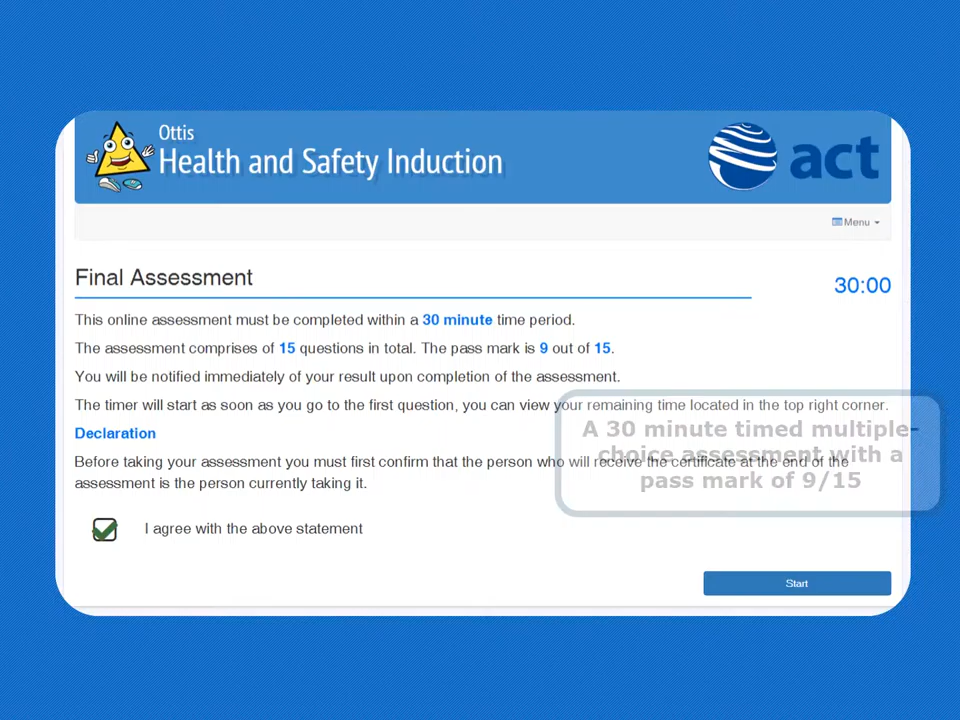 Ottis
Health and Safety Induction
act
Menu
Final Assessment
30:00
This online assessment must be completed within a 30 minute time period.
The assessment comprises of 15 questions in total. The pass mark is 9 out of 15.
You will be notified immediately of your result upon completion of the assessment.
The timer will start as soon as you go to the first question, you can view your remaining time located in the top right corner.
Declaration
Before taking your assessment you must first confirm that the person who will receive the certificate at the end of the
assessment is the person currently taking it.
A 30 minute timed multiple-
choice assessment with a
pass mark of 9/15
I agree with the above statement
Start